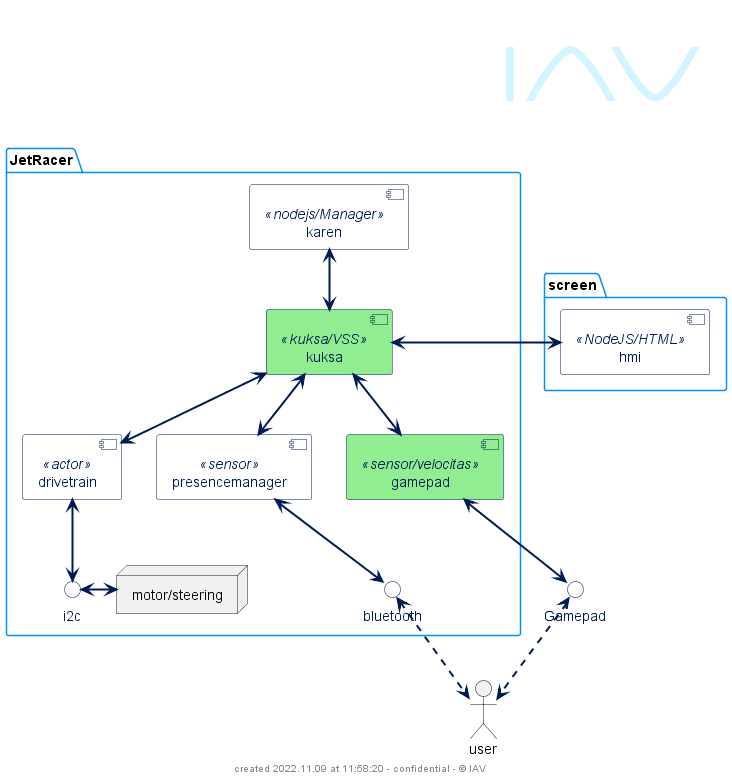 IAV
JetRacer
«nodejs/Manager»
karen
screen
«kuksa/VSS»
kuksa
«NodeJS/HTML»
hmi
«actor»
drivetrain
«sensor»
presencemanager
«sensor/velocitas»
gamepad
motor/steering
i2c
bluetooth
Gamepad
user
created 2022.11.09 at 11:58:20 - confidential - © IAV